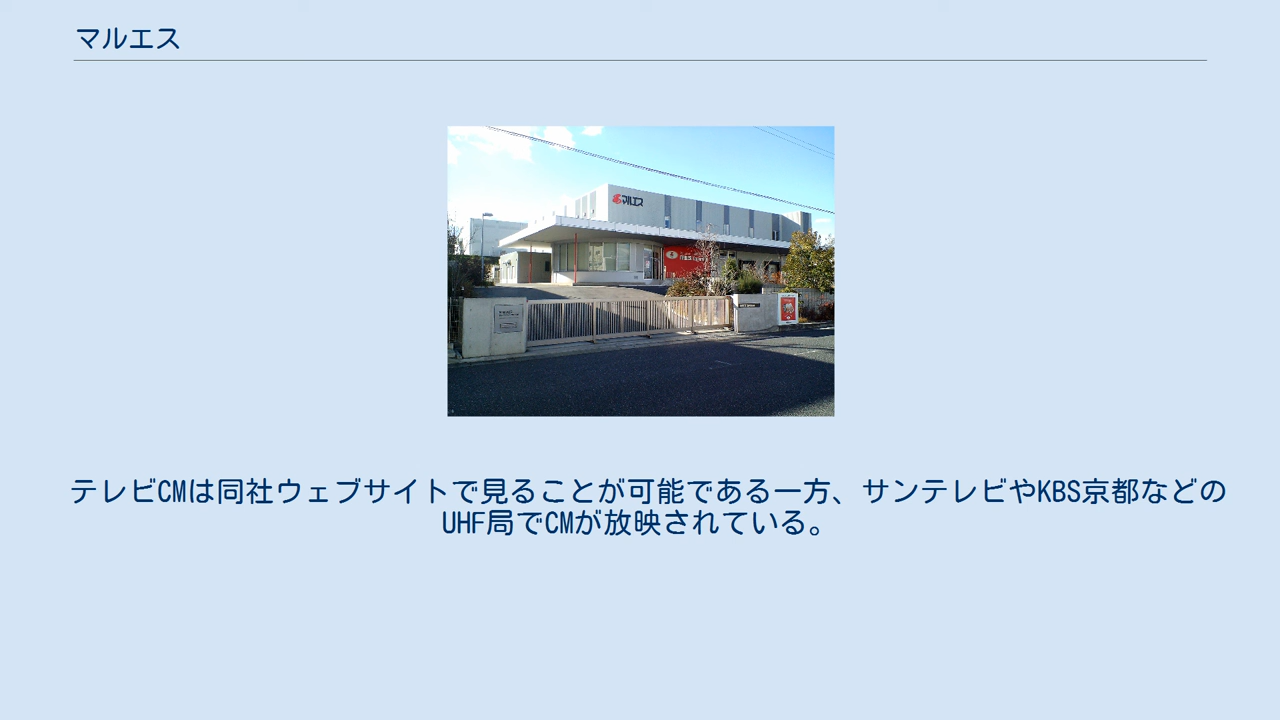 マルエス
マルエス
テレビCMは同社ウェブサイトで見ることが可能である一方、サンテレビやKBS京都などの
UHF局でCMが放映されている。